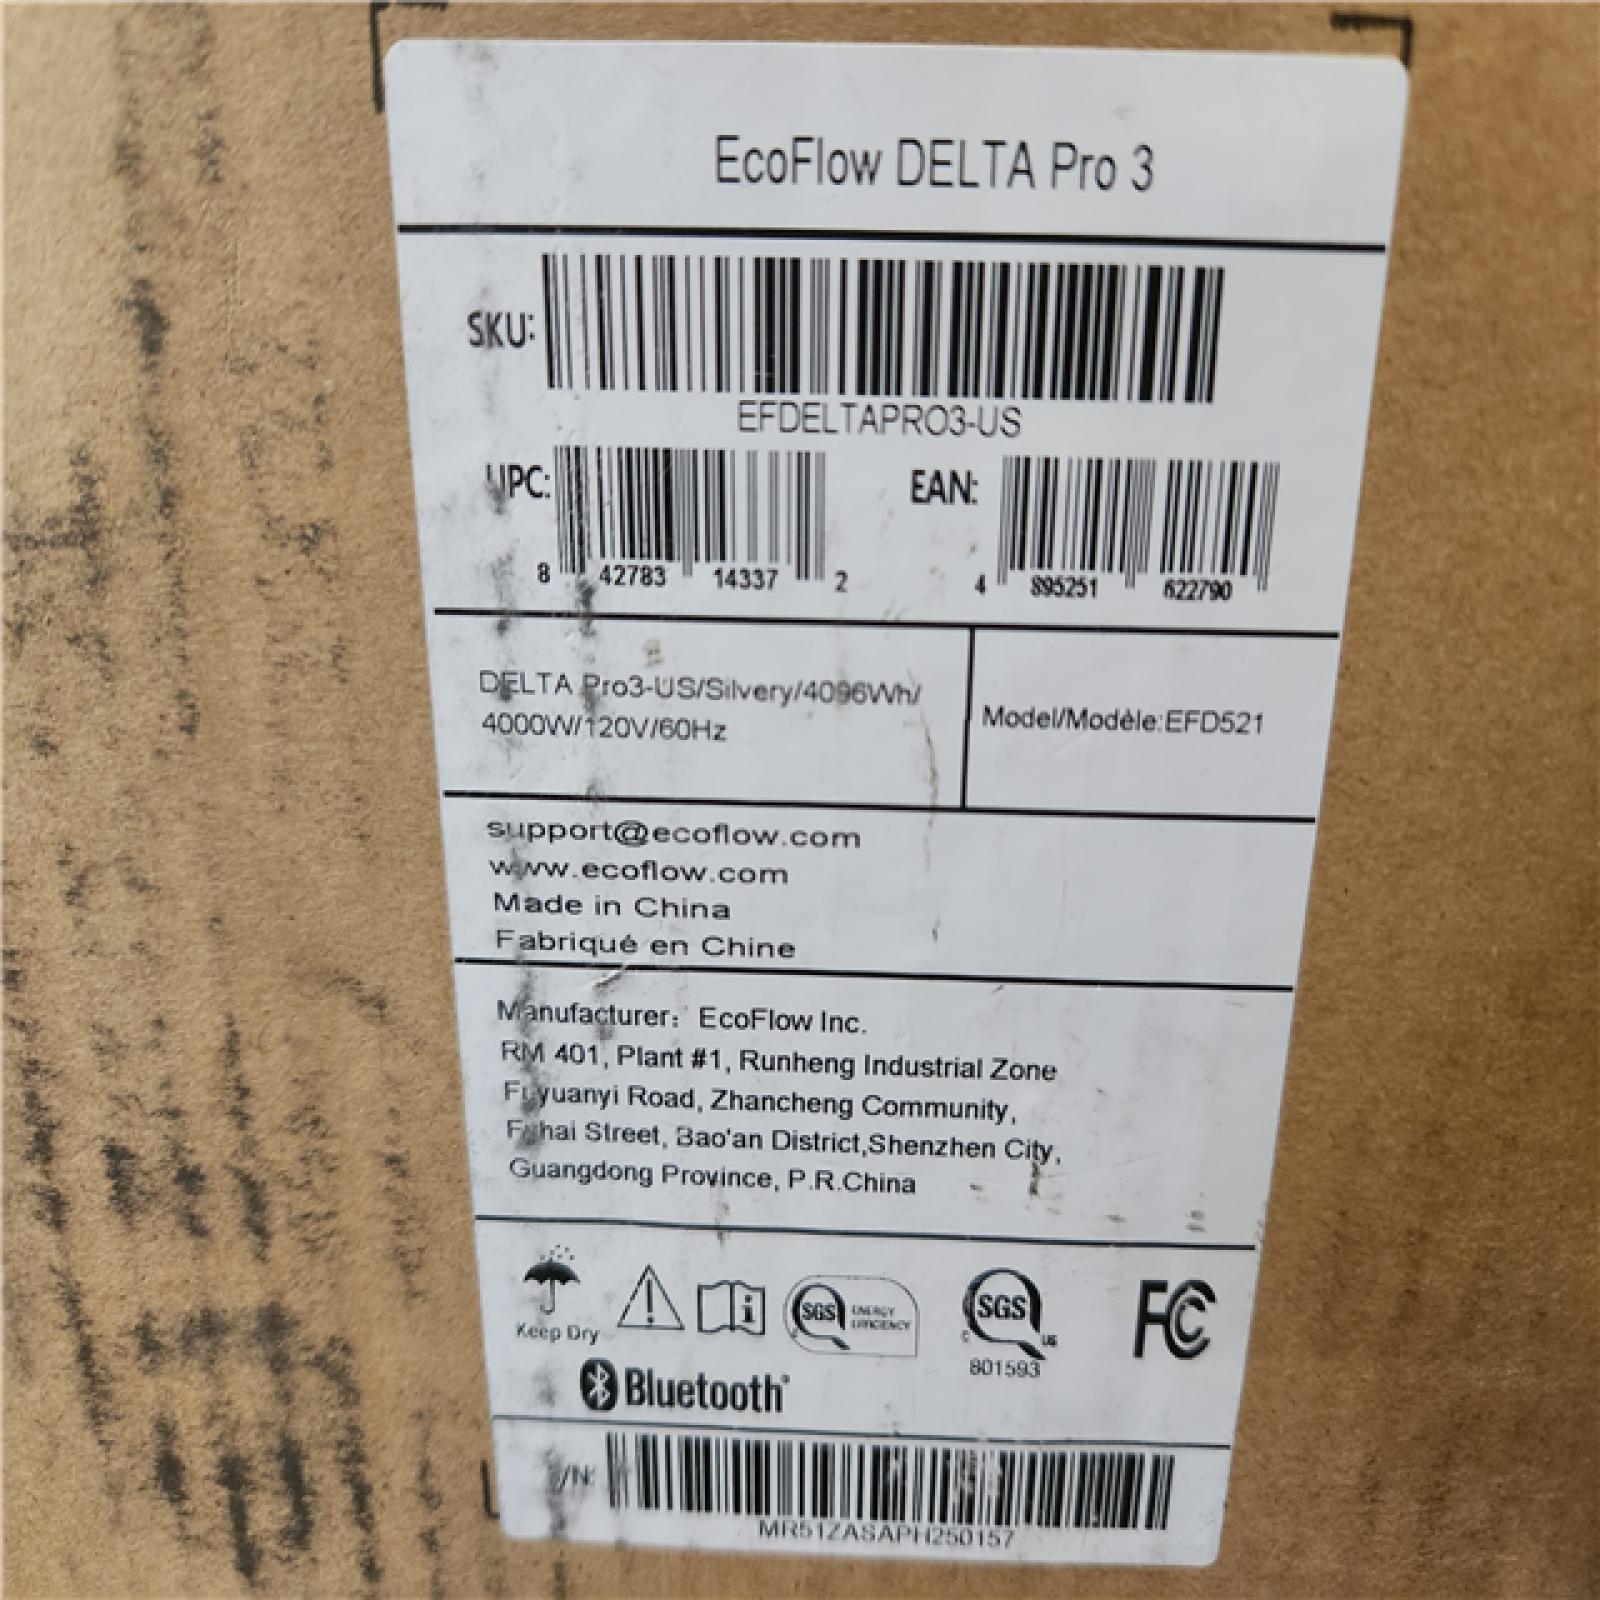 EcoFlow DELTA Pro 3
SKU:
EFDELTAPRO3-US
UPC:
8 42783 14337 2
EAN:
4 895251 622790
DELTA Pro3-US/Silvery/4096Wh/
4000W/120V/60Hz
Model/Modèle:EFD521
support@ecoflow.com
www.ecoflow.com
Made in China
Fabriqué en Chine
Manufacturer: EcoFlow Inc.
RM 401, Plant #1, Runheng Industrial Zone
Fuyuanyi Road, Zhancheng Community,
Fuhai Street, Bao'an District,Shenzhen City,
Guangdong Province, P.R.China
Keep Dry
SGS ENERGY EFFICIENCY
SGS
C US
801593
FC
Bluetooth®
/N:
MR51ZASAPH250157